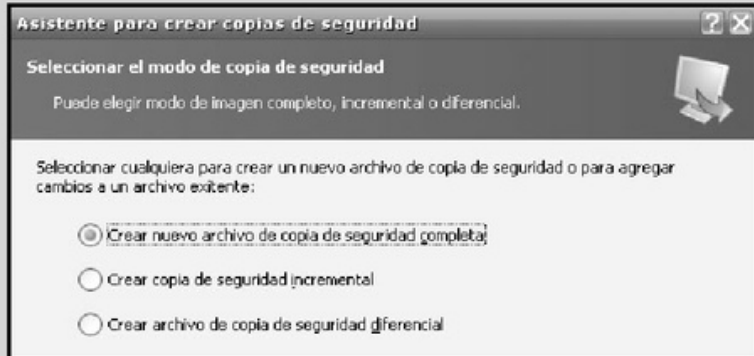 Asistente para crear copias de seguridad
Seleccionar el modo de copia de seguridad
Puede elegir modo de imagen completo, incremental o diferencial.
Seleccionar cualquiera para crear un nuevo archivo de copia de seguridad o para agregar
cambios a un archivo exitente:
Crear nuevo archivo de copia de seguridad completa
Crear copia de seguridad incremental
Crear archivo de copia de seguridad diferencial